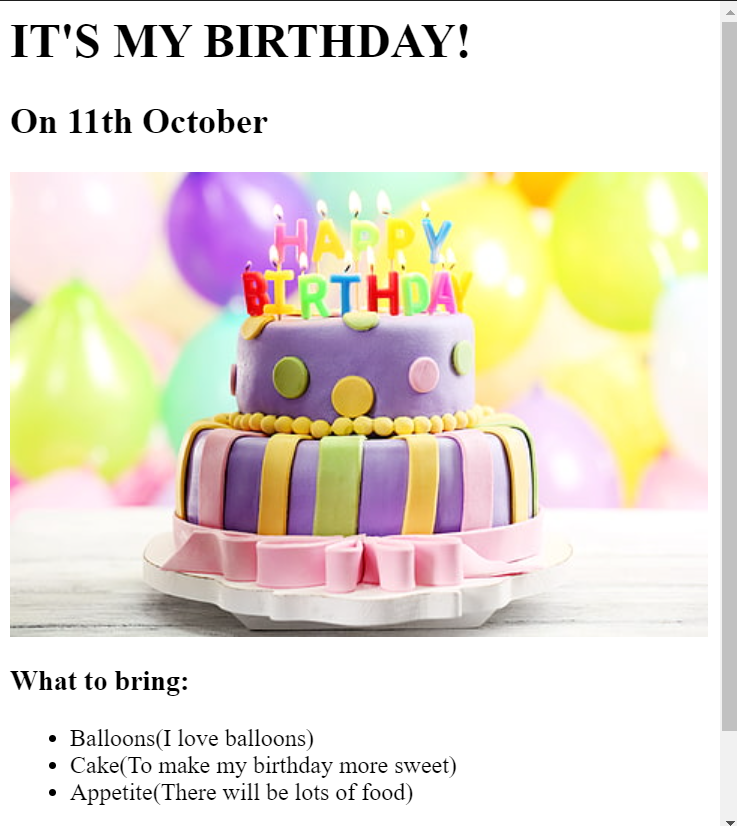 IT'S MY BIRTHDAY!
On 11th October
HAPPY
BIRTHDAY
What to bring:
Balloons(I love balloons)
Cake(To make my birthday more sweet)
Appetite(There will be lots of food)